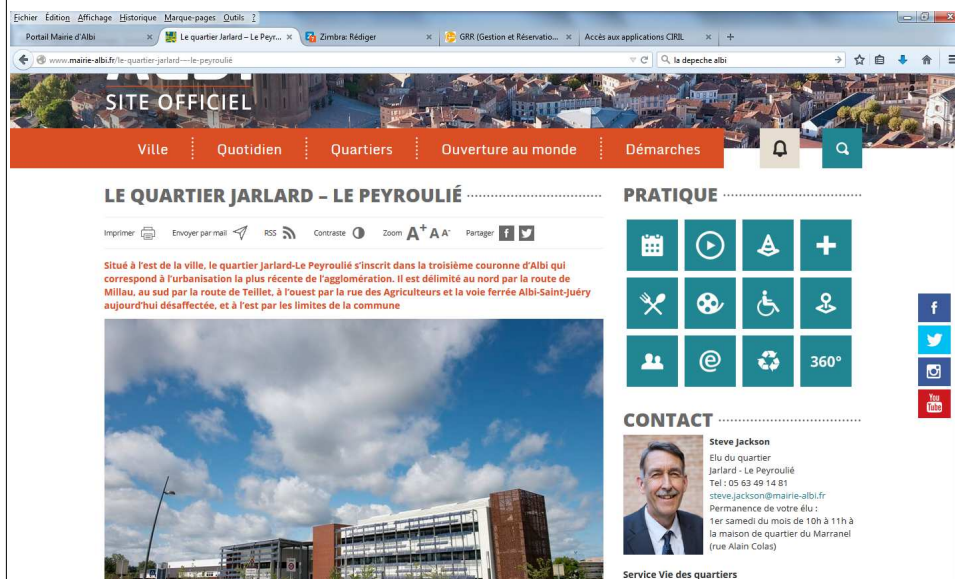 Fichier Édition Affichage Historique Marque-pages Outils ?
Portail Mairie d'Albi
Le quartier Jarlard – Le Peyr...
Zimbra: Rédiger
GRR (Gestion et Réservatio...
Accès aux applications CIRIL
www.mairie-albi.fr/le-quartier-jarlard----le-peyroulié
la depeche albi
SITE OFFICIEL
Ville
Quotidien
Quartiers
Ouverture au monde
Démarches
LE QUARTIER JARLARD – LE PEYROULIÉ
Imprimer
Envoyer par mail
RSS
Contraste
Zoom A+ A A-
Partager
Situé à l'est de la ville, le quartier Jarlard-Le Peyroulié s'inscrit dans la troisième couronne d'Albi qui
correspond à l'urbanisation la plus récente de l'agglomération. Il est délimité au nord par la route de
Millau, au sud par la route de Teillet, à l'ouest par la rue des Agriculteurs et la voie ferrée Albi-Saint-Juéry
aujourd'hui désaffectée, et à l'est par les limites de la commune
PRATIQUE
360°
You
Tube
CONTACT
Steve Jackson
Elu du quartier
Jarlard - Le Peyroulié
Tel : 05 63 49 14 81
steve.jackson@mairie-albi.fr
Permanence de votre élu :
1er samedi du mois de 10h à 11h à
la maison de quartier du Marranel
(rue Alain Colas)
Service Vie des quartiers